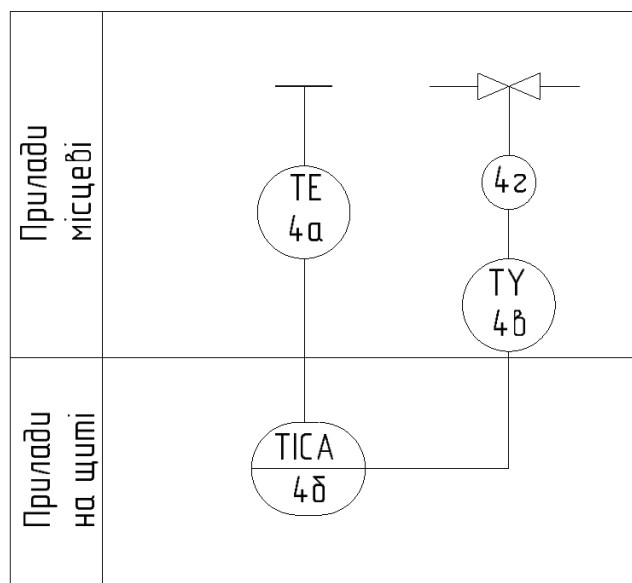 Прилади
місцеві
TE
4а
4г
TY
4в
Прилади
на щиті
TICA
4б